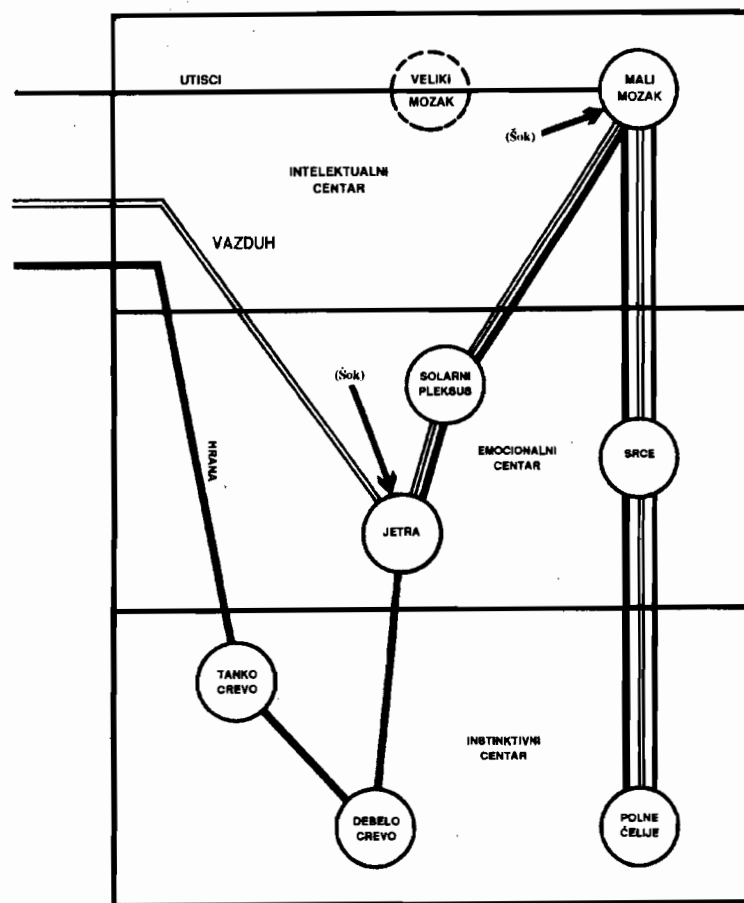 UTISCI
VELIKI
MOZAK
MALI
MOZAK
(Šok)
INTELEKTUALNI
CENTAR
VAZDUH
(Šok)
SOLARNI
PLEKSUS
HRANA
EMOCIONALNI
CENTAR
SRCE
JETRA
TANKO
CREVO
INSTINKTIVNI
CENTAR
DEBELO
CREVO
POLNE
ĆELIJE